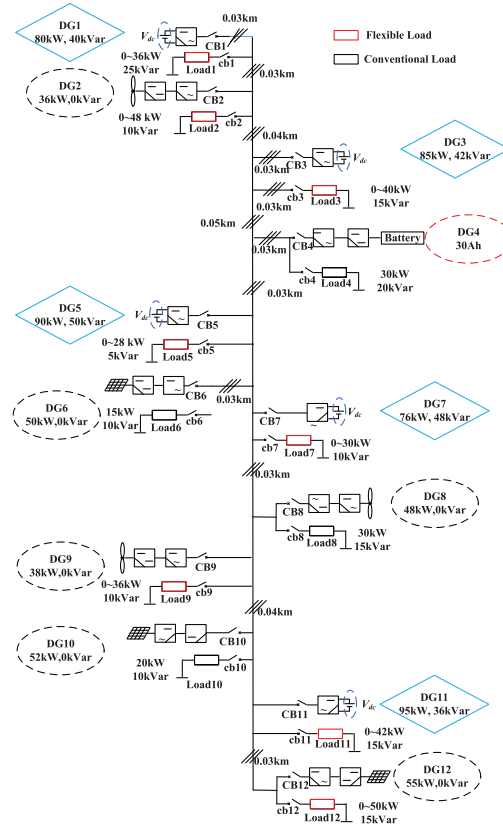 DG1
80kW, 40kVar
V_dc
CB1
0.03km
0~36kW
25kVar
Load1
cb1
Flexible Load
Conventional Load
0.03km
DG2
36kW,0kVar
CB2
0~48 kW
10kVar
Load2
cb2
0.04km
DG3
85kW, 42kVar
0.03km
CB3
V_dc
0.03km
cb3
Load3
0~40kW
15kVar
0.05km
0.03km
CB4
Battery
DG4
30Ah
cb4
Load4
30kW
20kVar
0.03km
DG5
90kW, 50kVar
V_dc
CB5
0~28 kW
5kVar
Load5
cb5
CB6
0.03km
DG6
50kW,0kVar
15kW
10kVar
Load6
cb6
CB7
V_dc
DG7
76kW, 48kVar
cb7
Load7
0~30kW
10kVar
0.03km
CB8
DG8
48kW,0kVar
cb8
Load8
30kW
15kVar
DG9
38kW,0kVar
CB9
0~36kW
10kVar
Load9
cb9
0.04km
DG10
52kW,0kVar
CB10
20kW
10kVar
Load10
cb10
CB11
V_dc
DG11
95kW, 36kVar
cb11
Load11
0~42kW
15kVar
0.03km
CB12
DG12
55kW,0kVar
cb12
Load12
0~50kW
15kVar